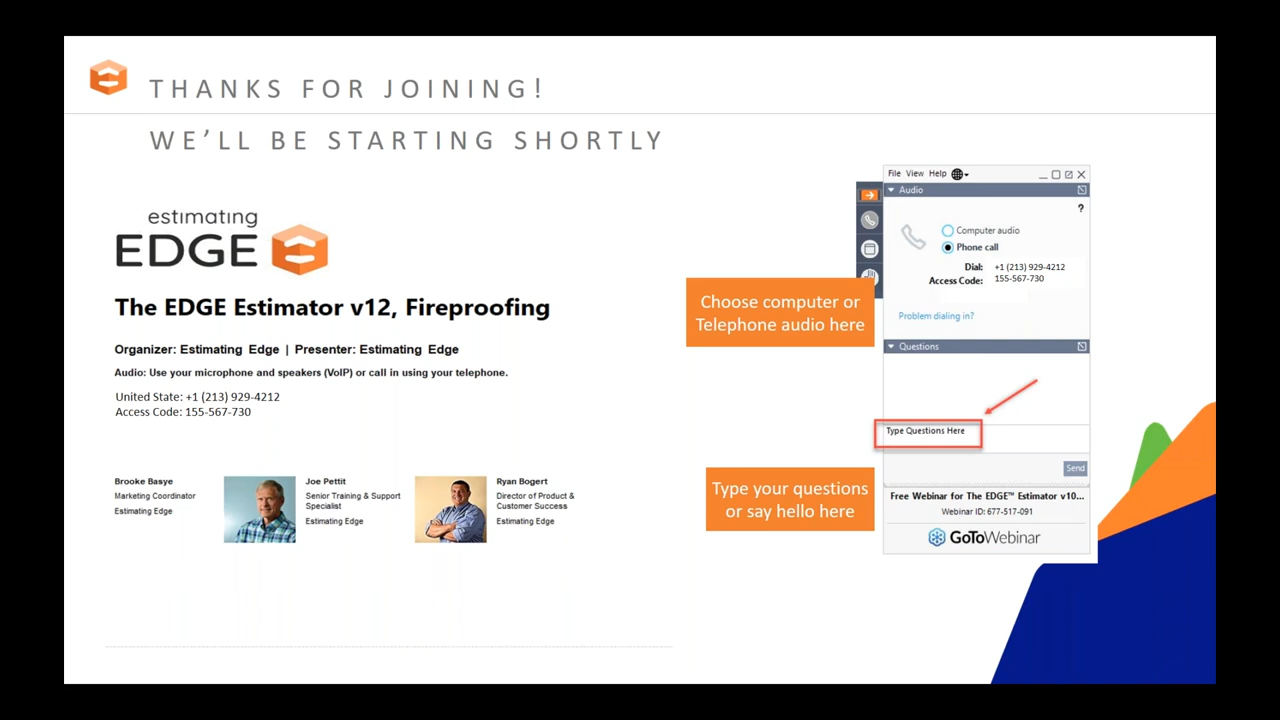 THANKS FOR JOINING!
WE'LL BE STARTING SHORTLY
estimating
EDGE
The EDGE Estimator v12, Fireproofing
Organizer: Estimating Edge | Presenter: Estimating Edge
Audio: Use your microphone and speakers (VoIP) or call in using your telephone.
United State: +1 (213) 929-4212
Access Code: 155-567-730
Brooke Basye
Marketing Coordinator
Estimating Edge
Joe Pettit
Senior Training & Support
Specialist
Estimating Edge
Ryan Bogert
Director of Product &
Customer Success
Estimating Edge
File View Help
Audio
?
Computer audio
Phone call
Dial: +1 (213) 929-4212
Access Code: 155-567-730
Problem dialing in?
Choose computer or
Telephone audio here
Questions
Type Questions Here
Send
Type your questions
or say hello here
Free Webinar for The EDGE™ Estimator v10...
Webinar ID: 677-517-091
GoToWebinar